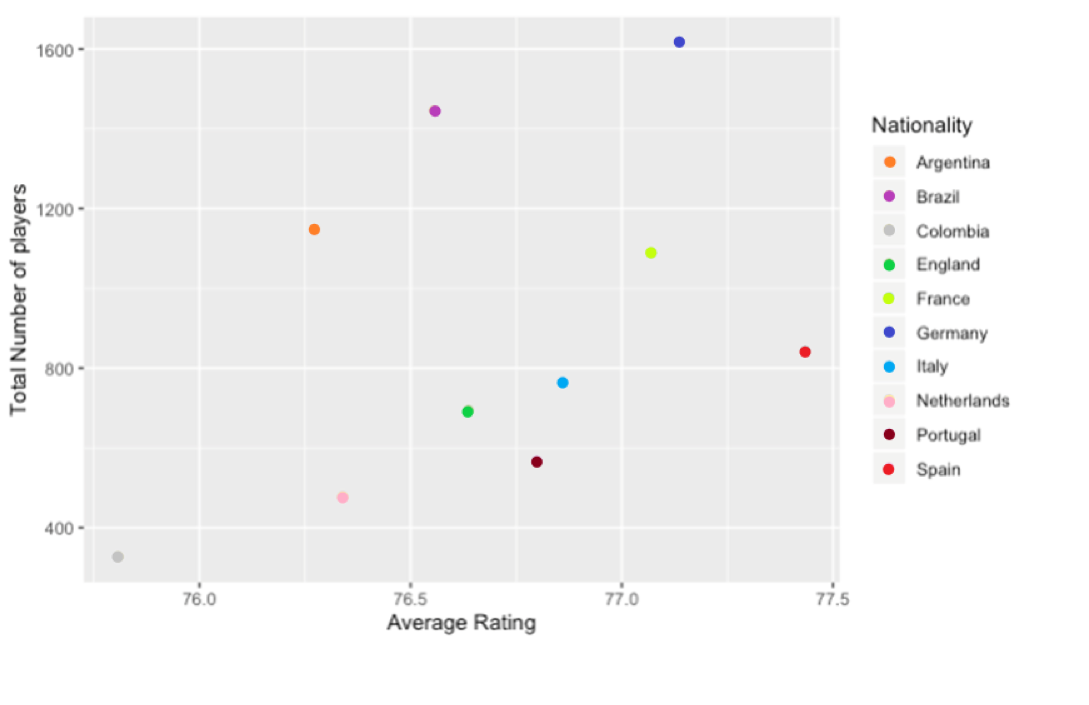 Total Number of players
1600
1200
800
400
76.0
76.5
77.0
77.5
Average Rating
Nationality
Argentina
Brazil
Colombia
England
France
Germany
Italy
Netherlands
Portugal
Spain